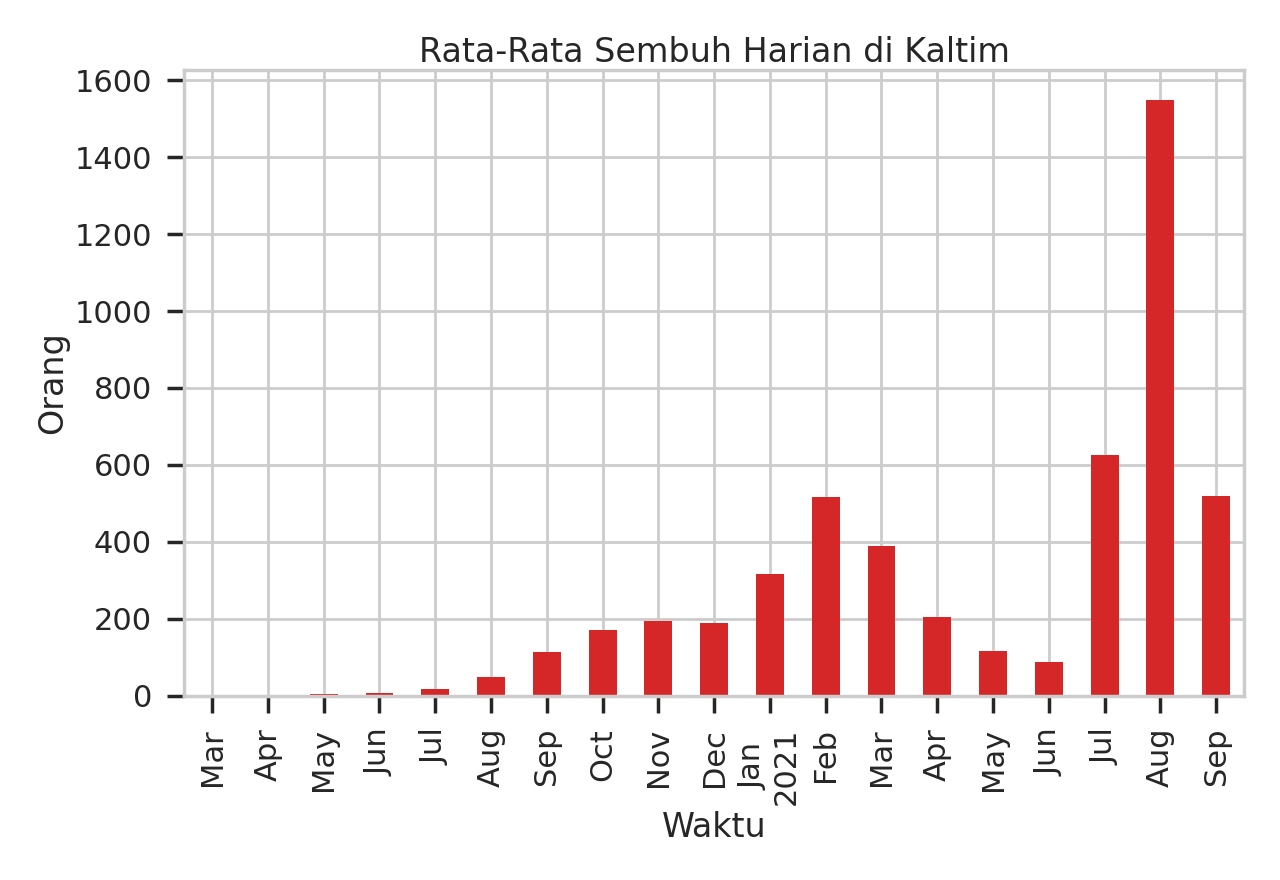 Rata-Rata Sembuh Harian di Kaltim
1600
1400
1200
1000
800
600
400
200
0
Orang
Mar
Apr
May
Jun
Jul
Aug
Sep
Oct
Nov
Dec
Jan
2021
Feb
Mar
Apr
May
Jun
Jul
Aug
Sep
Waktu